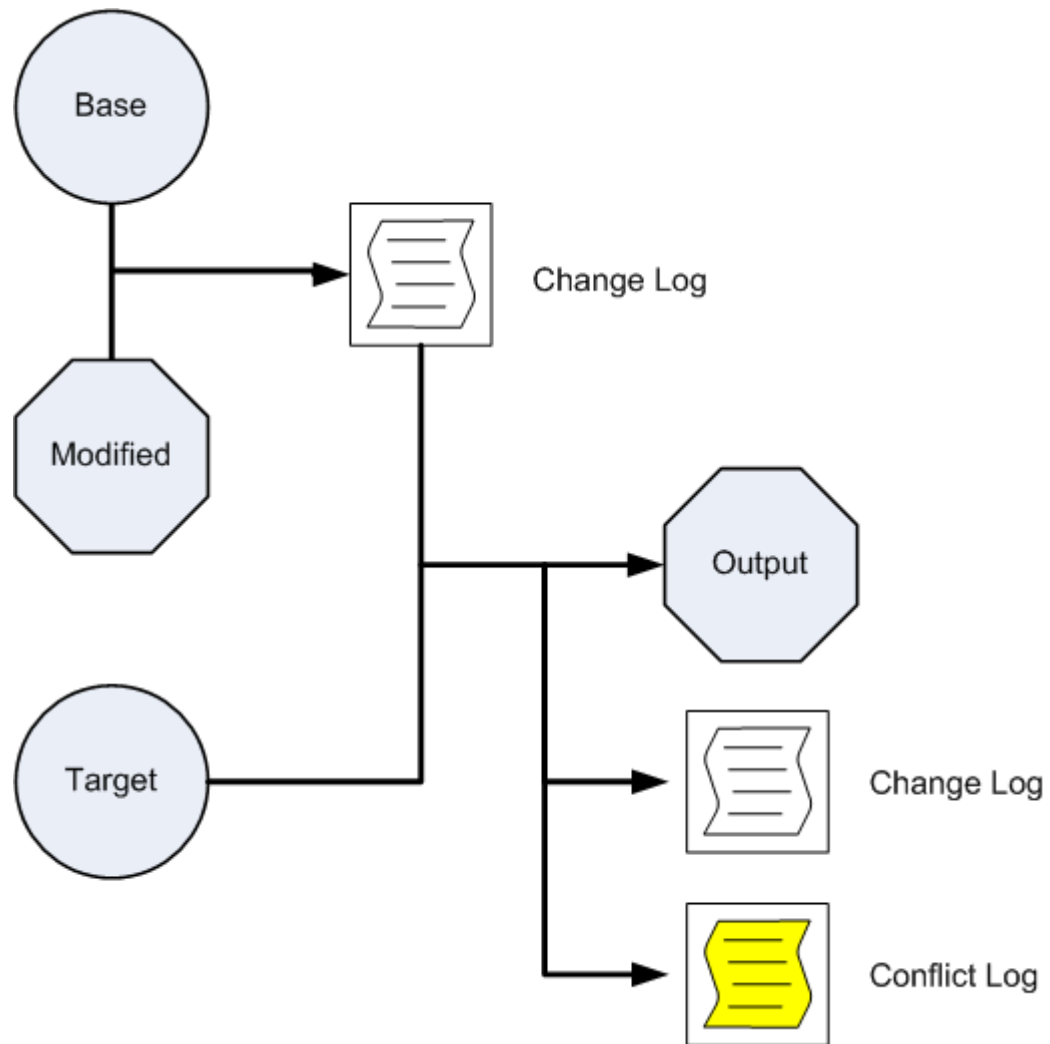 Base
Change Log
Modified
Output
Target
Change Log
Conflict Log